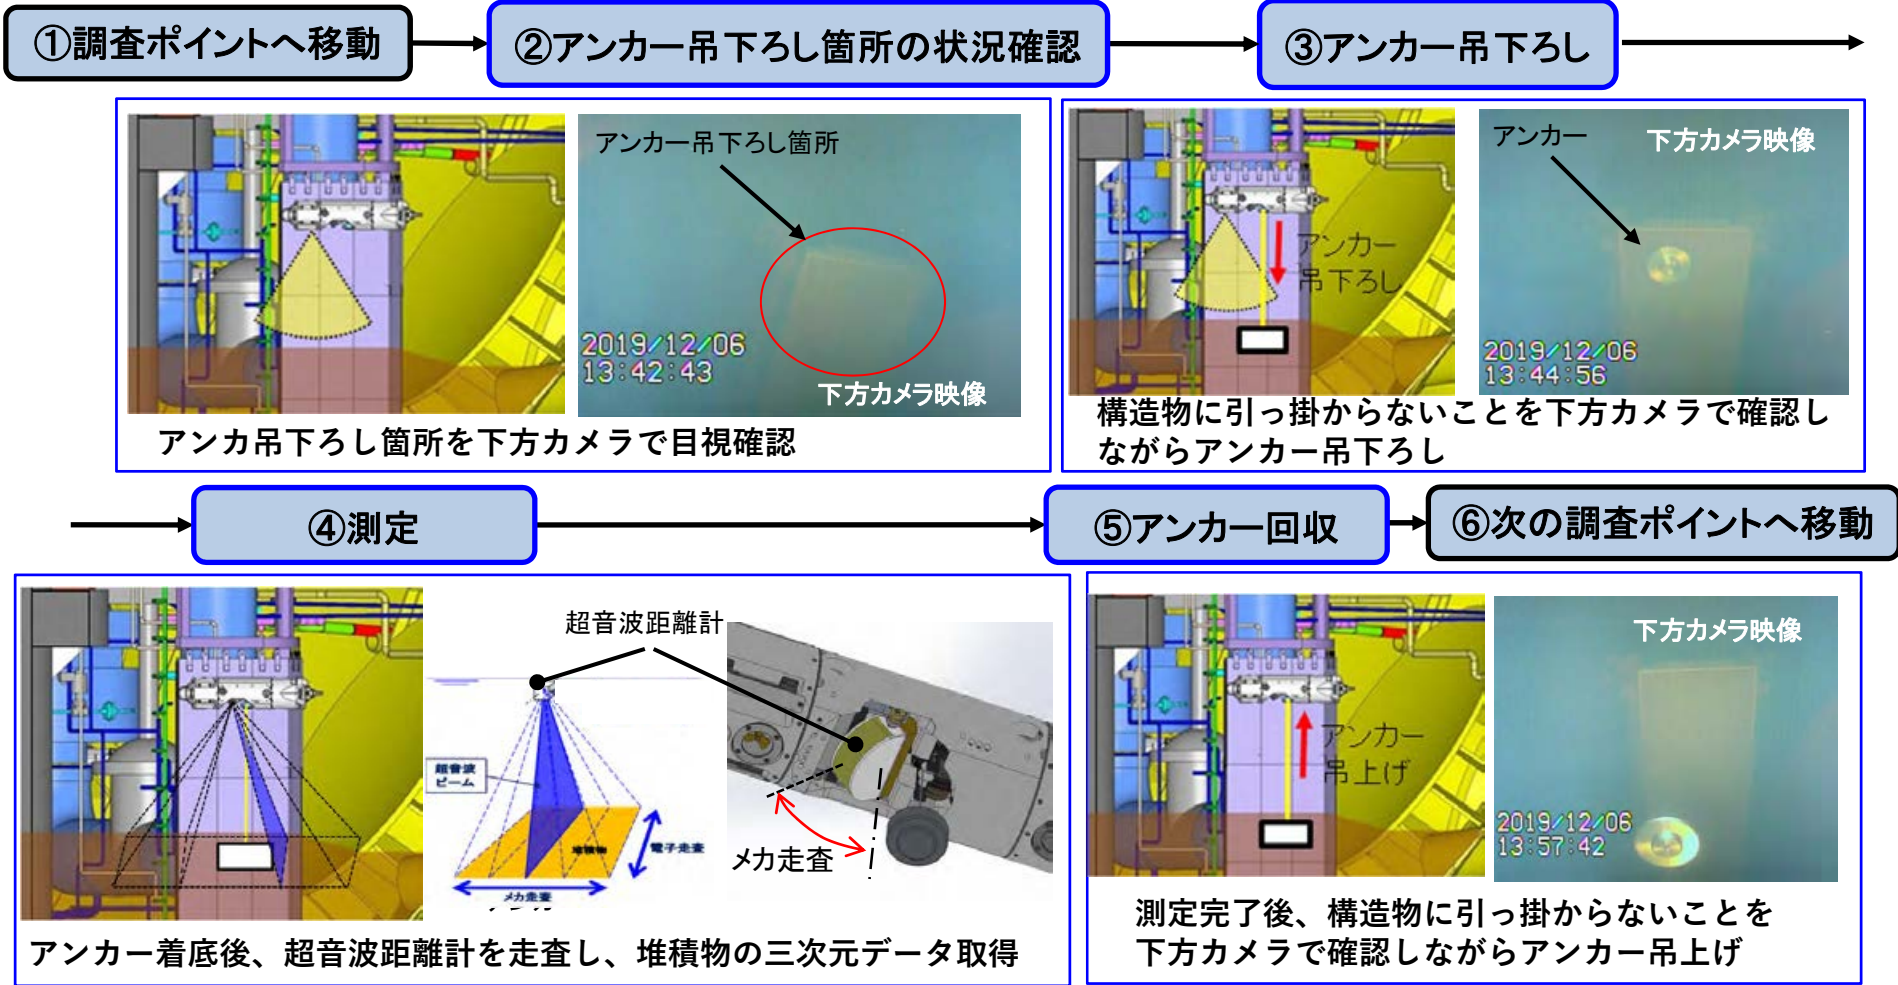 ①調査ポイントへ移動
②アンカー吊下ろし箇所の状況確認
③アンカー吊下ろし
アンカー吊下ろし箇所
2019/12/06
13:42:43
下方カメラ映像
アンカ吊下ろし箇所を下方カメラで目視確認
アンカー
吊下ろし
アンカー
下方カメラ映像
2019/12/06
13:44:56
構造物に引っ掛からないことを下方カメラで確認し
ながらアンカー吊下ろし
④測定
⑤アンカー回収
⑥次の調査ポイントへ移動
超音波距離計
超音波
ビーム
堆積物
電子走査
メカ走査
メカ走査
アンカー着底後、超音波距離計を走査し、堆積物の三次元データ取得
アンカー
吊上げ
下方カメラ映像
2019/12/06
13:57:42
測定完了後、構造物に引っ掛からないことを
下方カメラで確認しながらアンカー吊上げ